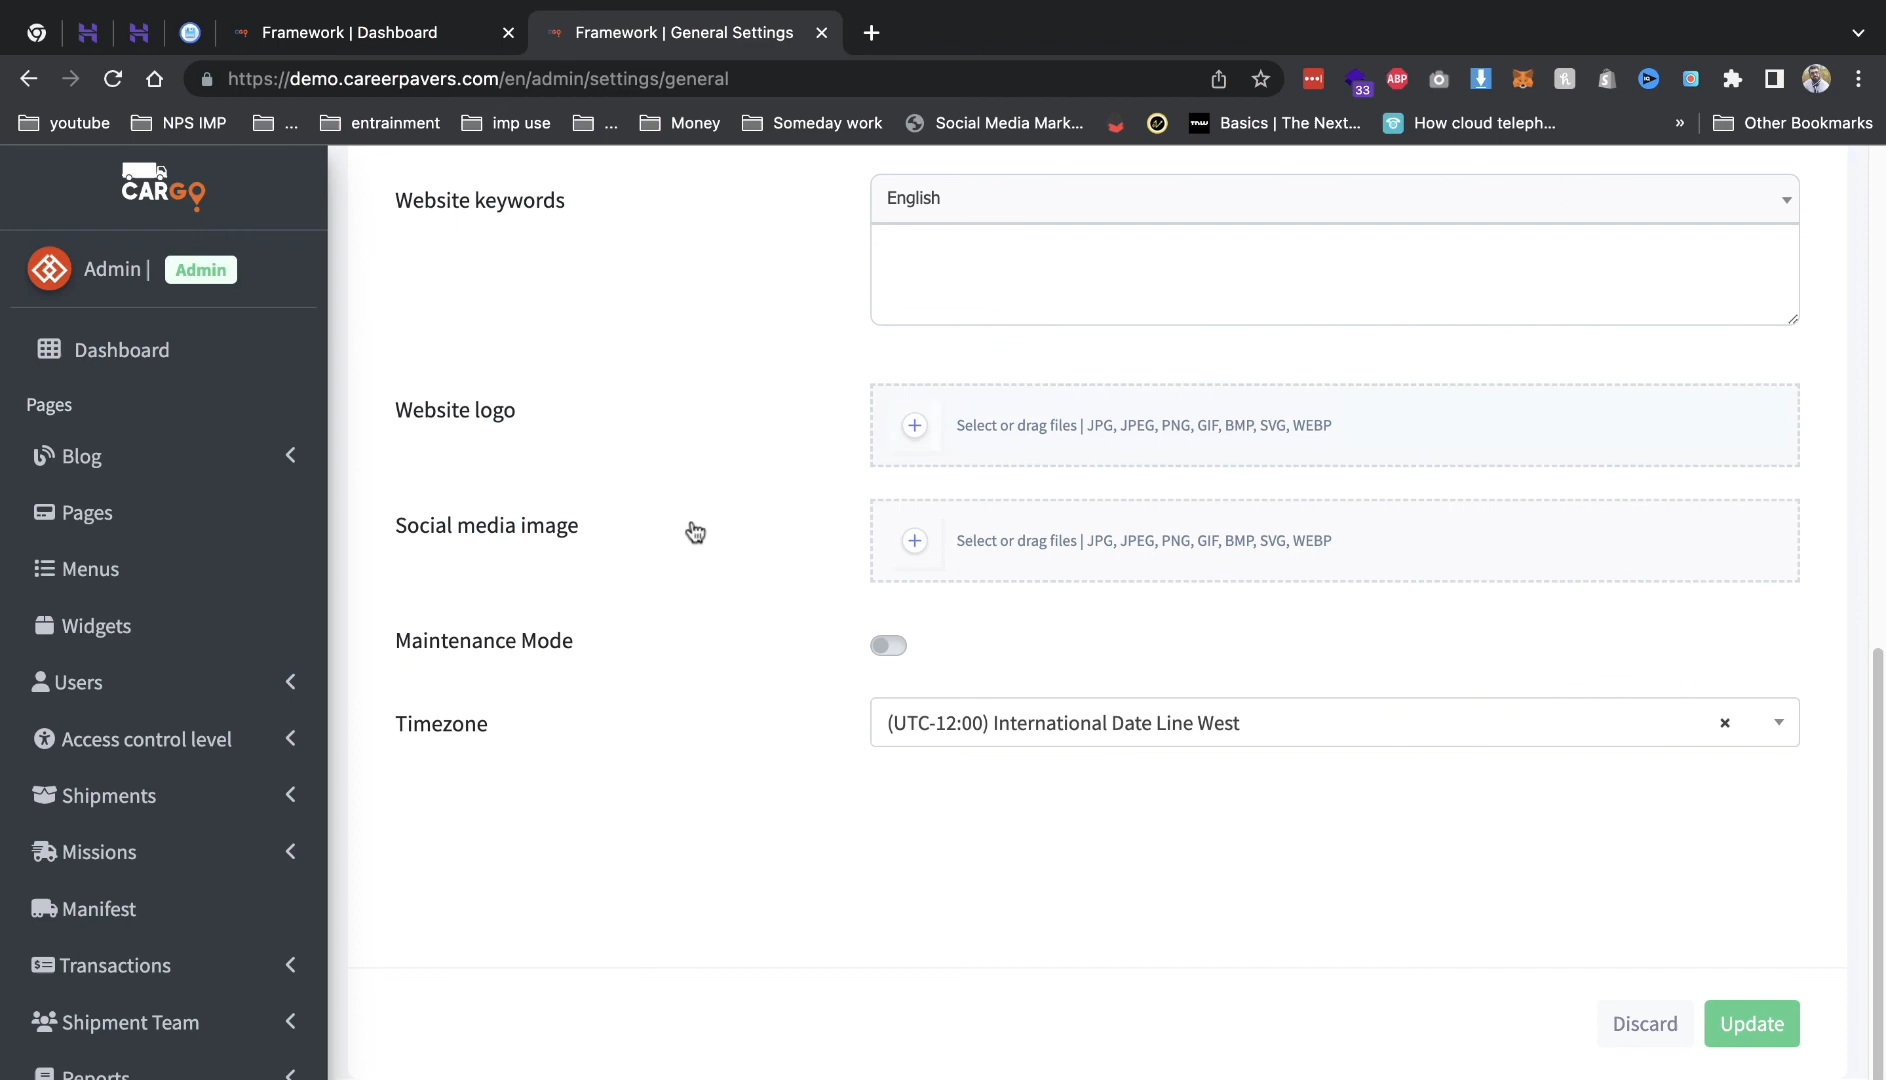 Framework | Dashboard
Framework | General Settings
https://demo.careerpavers.com/en/admin/settings/general
ABP
33
youtube
NPS IMP
...
entrainment
imp use
...
Money
Someday work
Social Media Mark...
Basics | The Next...
How cloud teleph...
»
Other Bookmarks
CARGO
Admin |
Admin
Dashboard
Pages
Blog
Pages
Menus
Widgets
Users
Access control level
Shipments
Missions
Manifest
Transactions
Shipment Team
Reports
Website keywords
English
Website logo
Select or drag files | JPG, JPEG, PNG, GIF, BMP, SVG, WEBP
Social media image
Select or drag files | JPG, JPEG, PNG, GIF, BMP, SVG, WEBP
Maintenance Mode
Timezone
(UTC-12:00) International Date Line West
Discard
Update